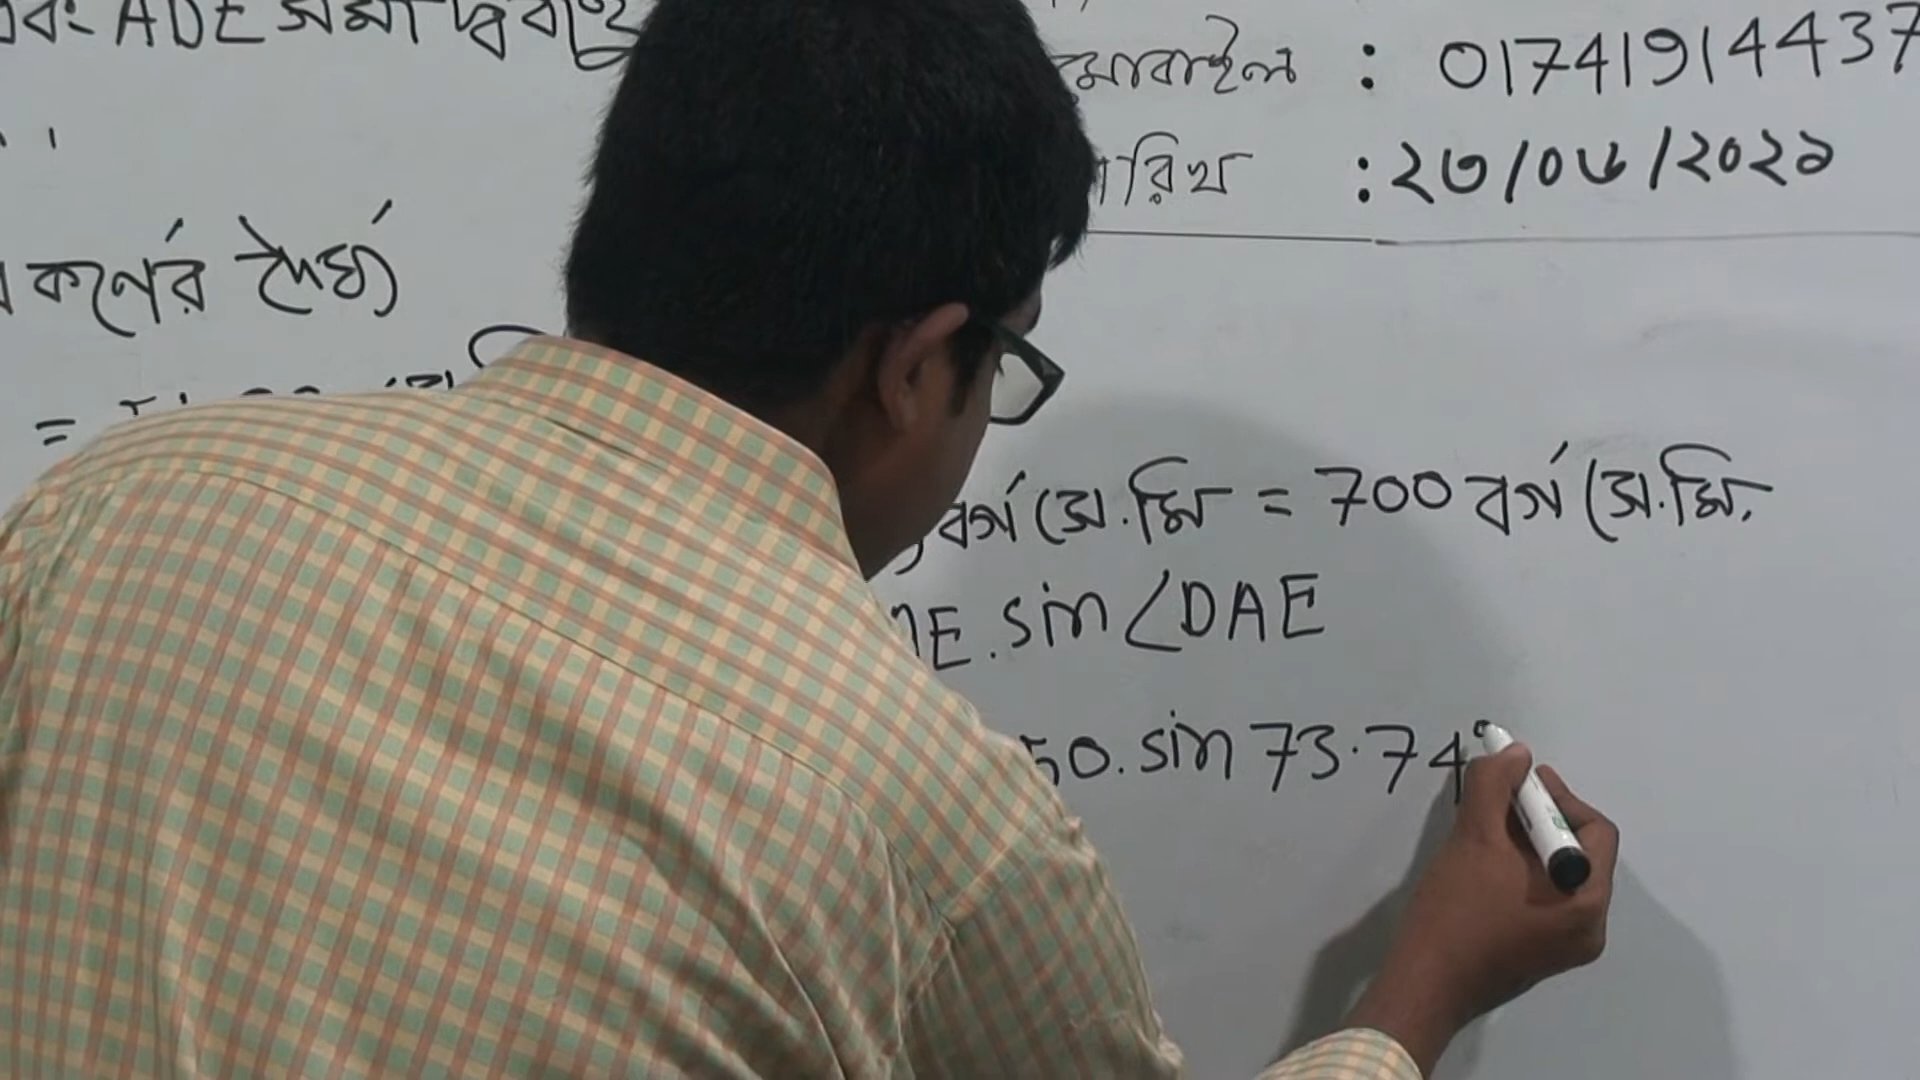 ADE সমদ্বিবাহু
মোবাইল : 01741914437
: ২৩/০৬/২০২১
কর্ণের দৈর্ঘ্য
=
বর্গ সে.মি = 700 বর্গ সে.মি.
E. sin ∠DAE
50. sin 73.74°